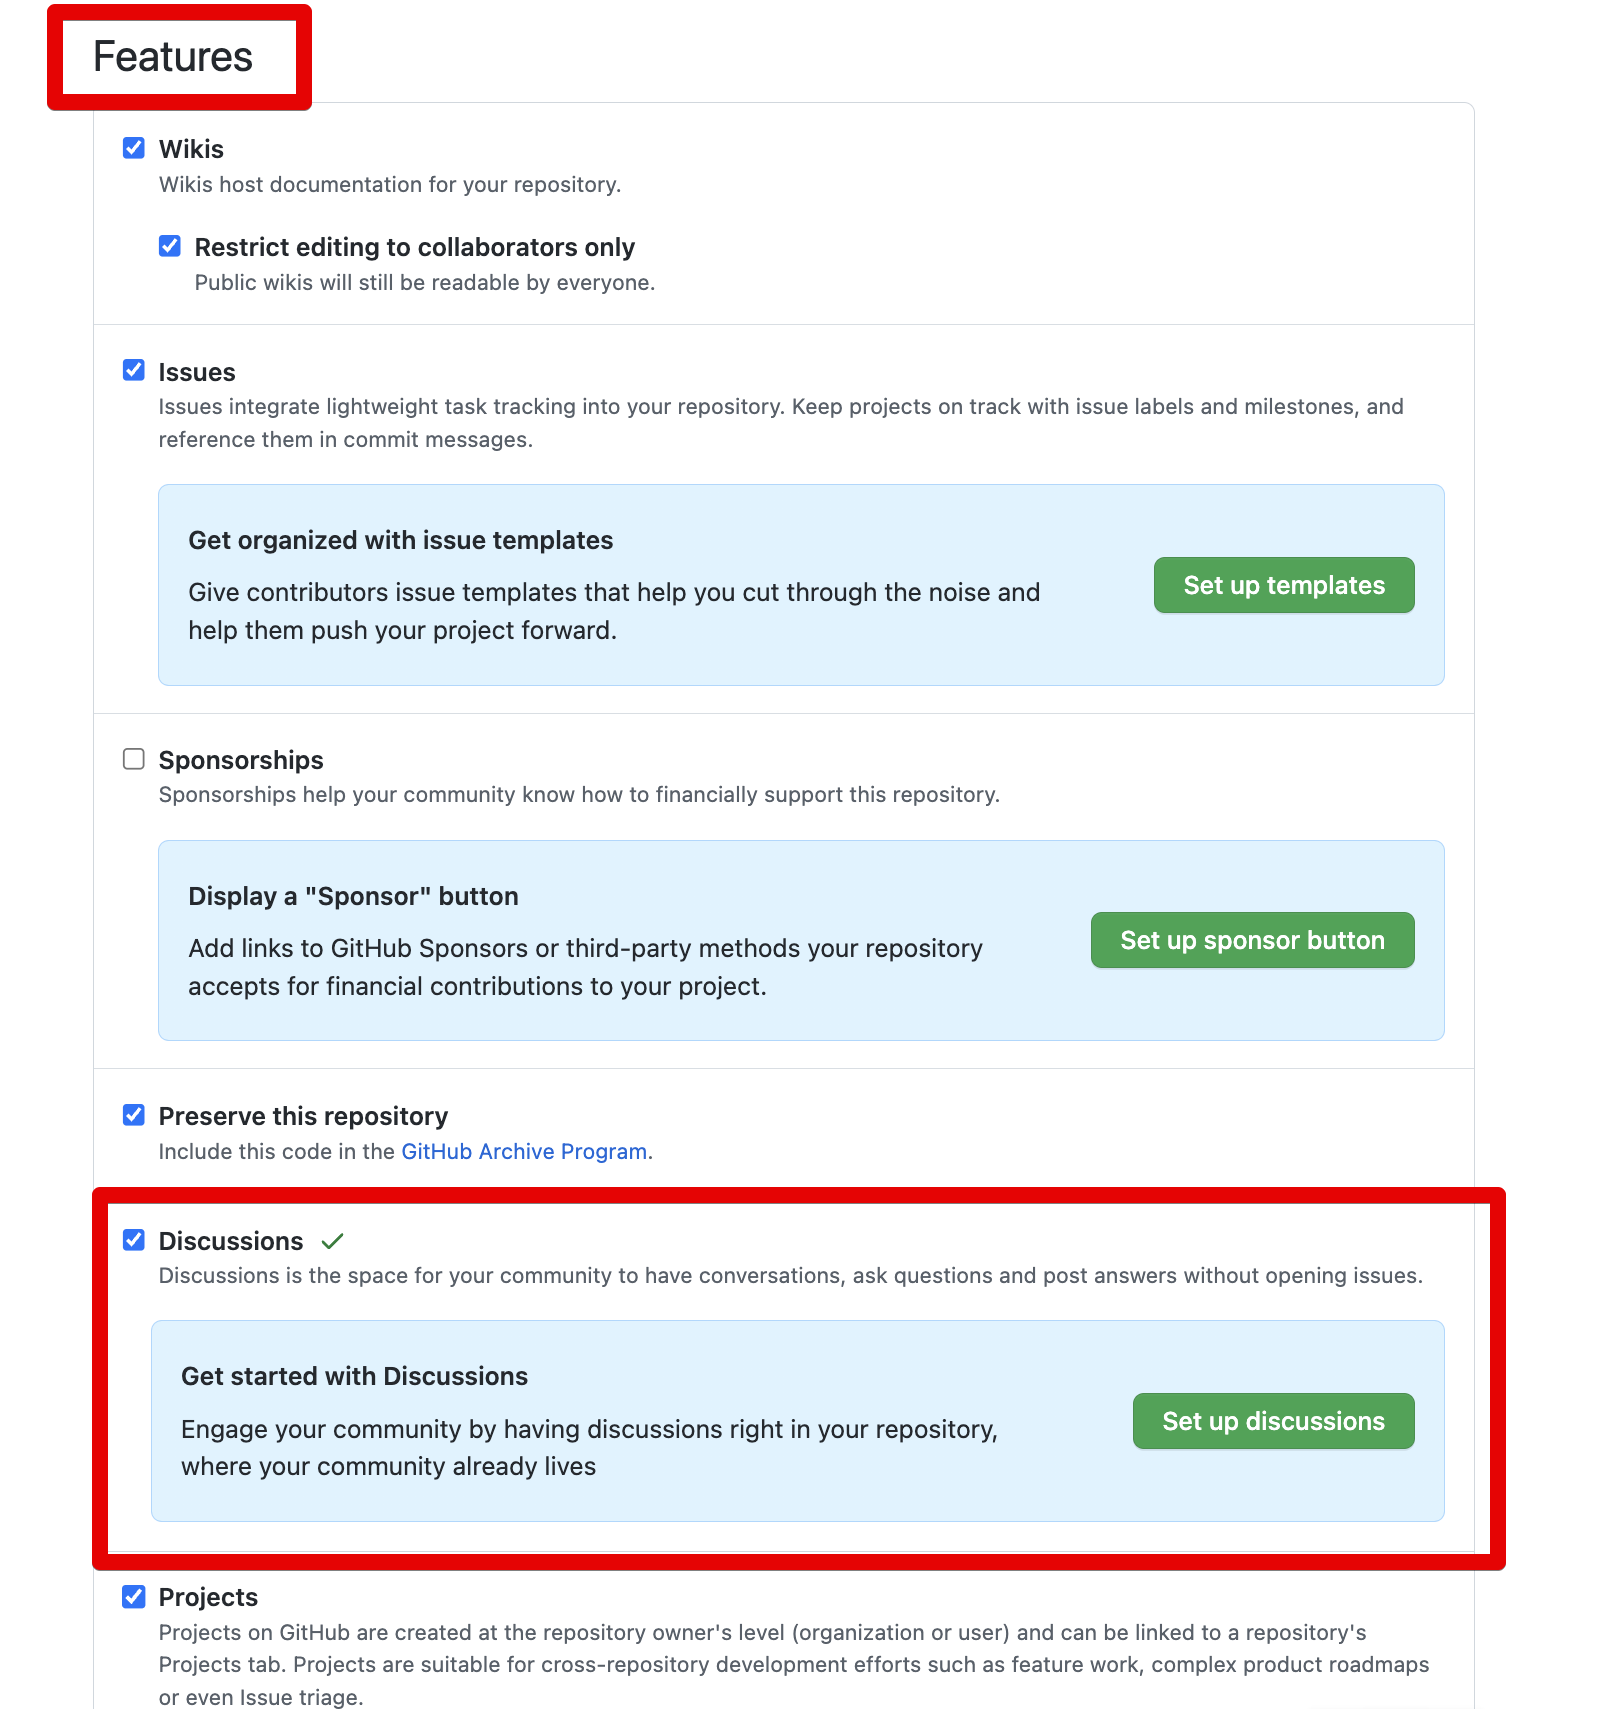 Features
Wikis
Wikis host documentation for your repository.
Restrict editing to collaborators only
Public wikis will still be readable by everyone.
Issues
Issues integrate lightweight task tracking into your repository. Keep projects on track with issue labels and milestones, and
reference them in commit messages.
Get organized with issue templates
Give contributors issue templates that help you cut through the noise and
help them push your project forward.
Set up templates
Sponsorships
Sponsorships help your community know how to financially support this repository.
Display a "Sponsor" button
Add links to GitHub Sponsors or third-party methods your repository
accepts for financial contributions to your project.
Set up sponsor button
Preserve this repository
Include this code in the GitHub Archive Program.
Discussions
Discussions is the space for your community to have conversations, ask questions and post answers without opening issues.
Get started with Discussions
Engage your community by having discussions right in your repository,
where your community already lives
Set up discussions
Projects
Projects on GitHub are created at the repository owner's level (organization or user) and can be linked to a repository's
Projects tab. Projects are suitable for cross-repository development efforts such as feature work, complex product roadmaps
or even Issue triage.